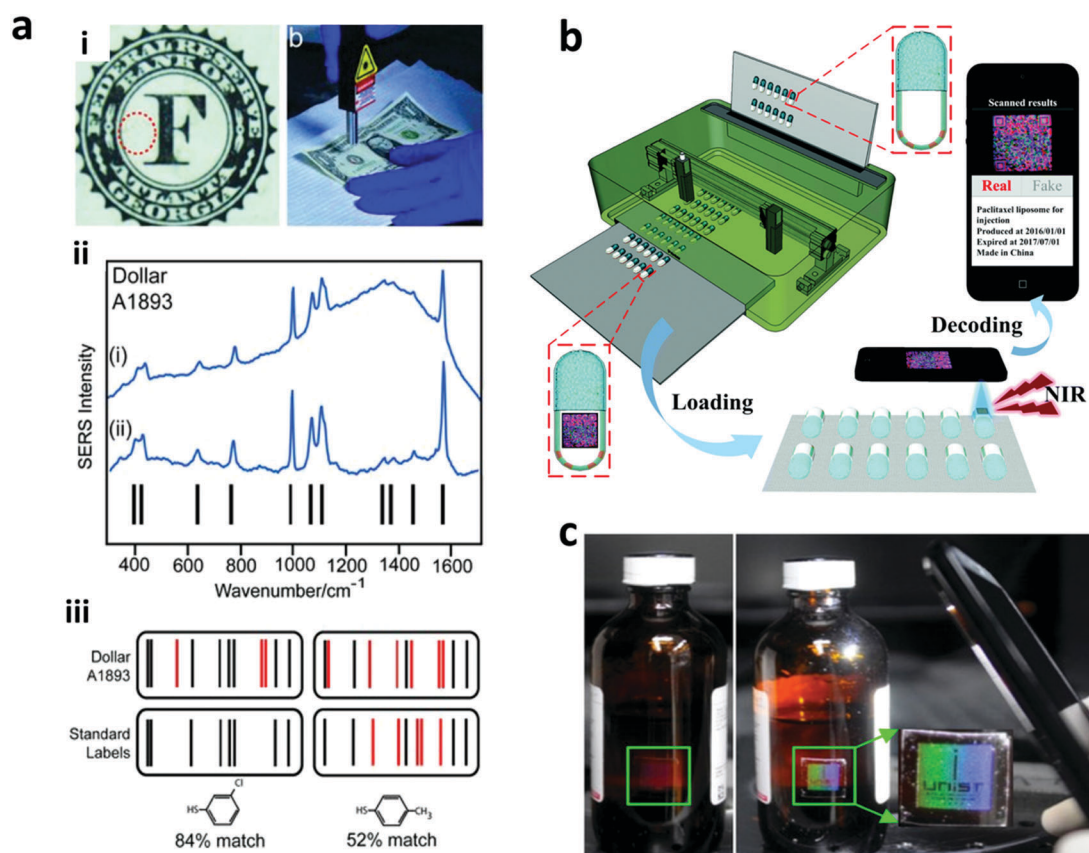 a
i
FEDERAL RESERVE
BANK OF
F
ATLANTA
GEORGIA
b
ii
Dollar
A1893
(i)
(ii)
SERS Intensity
400 600 800 1000 1200 1400 1600
Wavenumber/cm⁻¹
iii
Dollar
A1893
Standard
Labels
Cl
HS
84% match
HS
CH₃
52% match
b
Scanned results
Real Fake
Paclitaxel liposome for
injection
Produced at 2016/01/01
Expired at 2017/07/01
Made in China
Decoding
Loading
NIR
c
UNIST